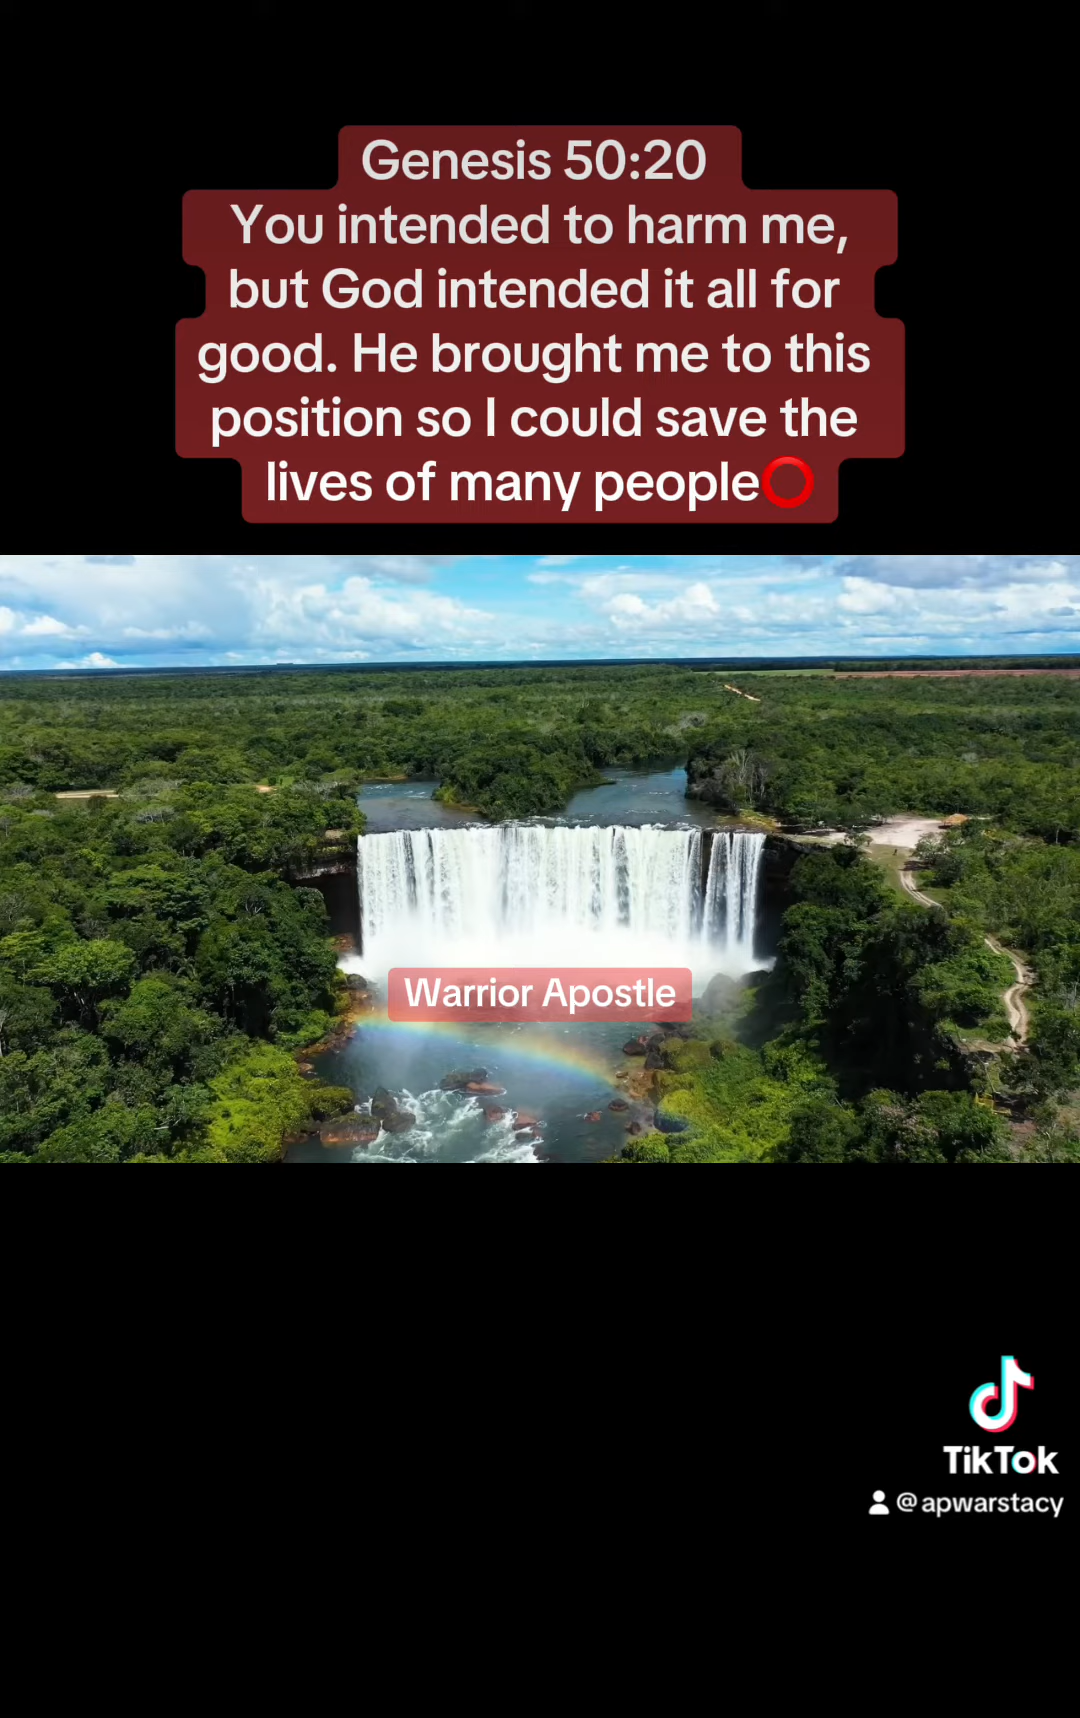 Genesis 50:20
You intended to harm me,
but God intended it all for
good. He brought me to this
position so I could save the
lives of many people⭕
Warrior Apostle
TikTok
@apwarstacy